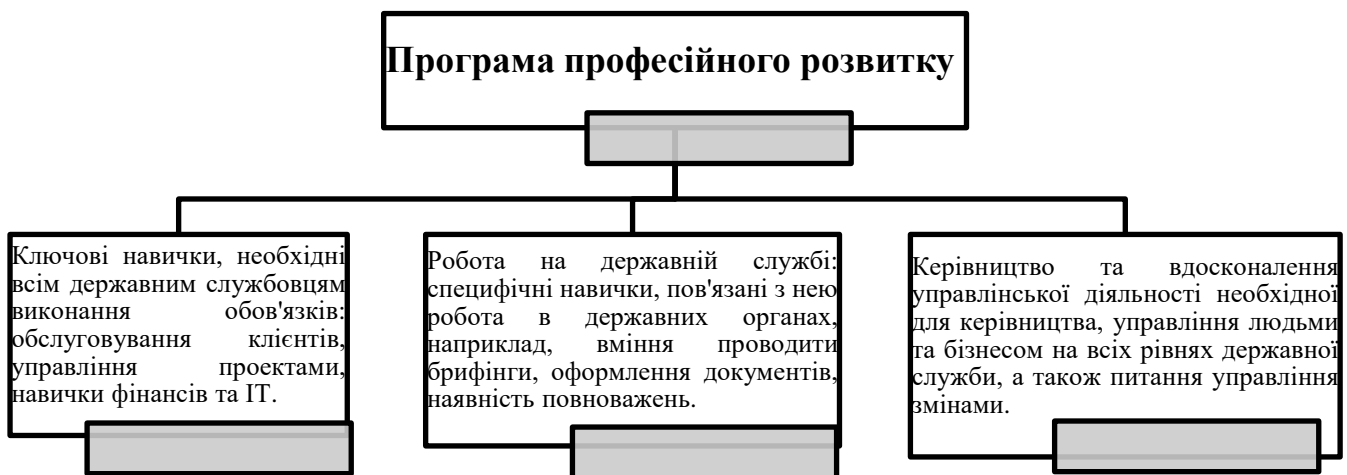 Програма професійного розвитку
Ключові навички, необхідні
всім державним службовцям
виконання обов'язків:
обслуговування клієнтів,
управління проектами,
навички фінансів та ІТ.
Робота на державній службі:
специфічні навички, пов'язані з нею
робота в державних органах,
наприклад, вміння проводити
брифінги, оформлення документів,
наявність повноважень.
Керівництво та вдосконалення
управлінської діяльності необхідної
для керівництва, управління людьми
та бізнесом на всіх рівнях державної
служби, а також питання управління
змінами.